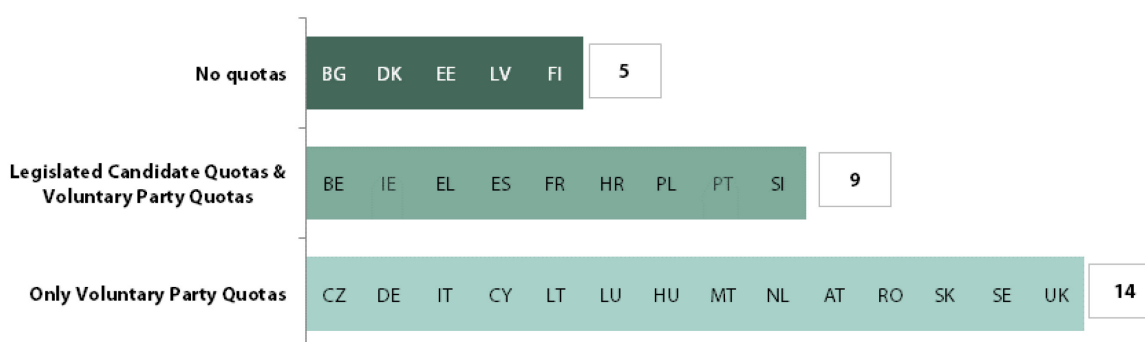 No quotas BG DK EE LV FI 5
Legislated Candidate Quotas &
Voluntary Party Quotas BE IE EL ES FR HR PL PT SI 9
Only Voluntary Party Quotas CZ DE IT CY LT LU HU MT NL AT RO SK SE UK 14